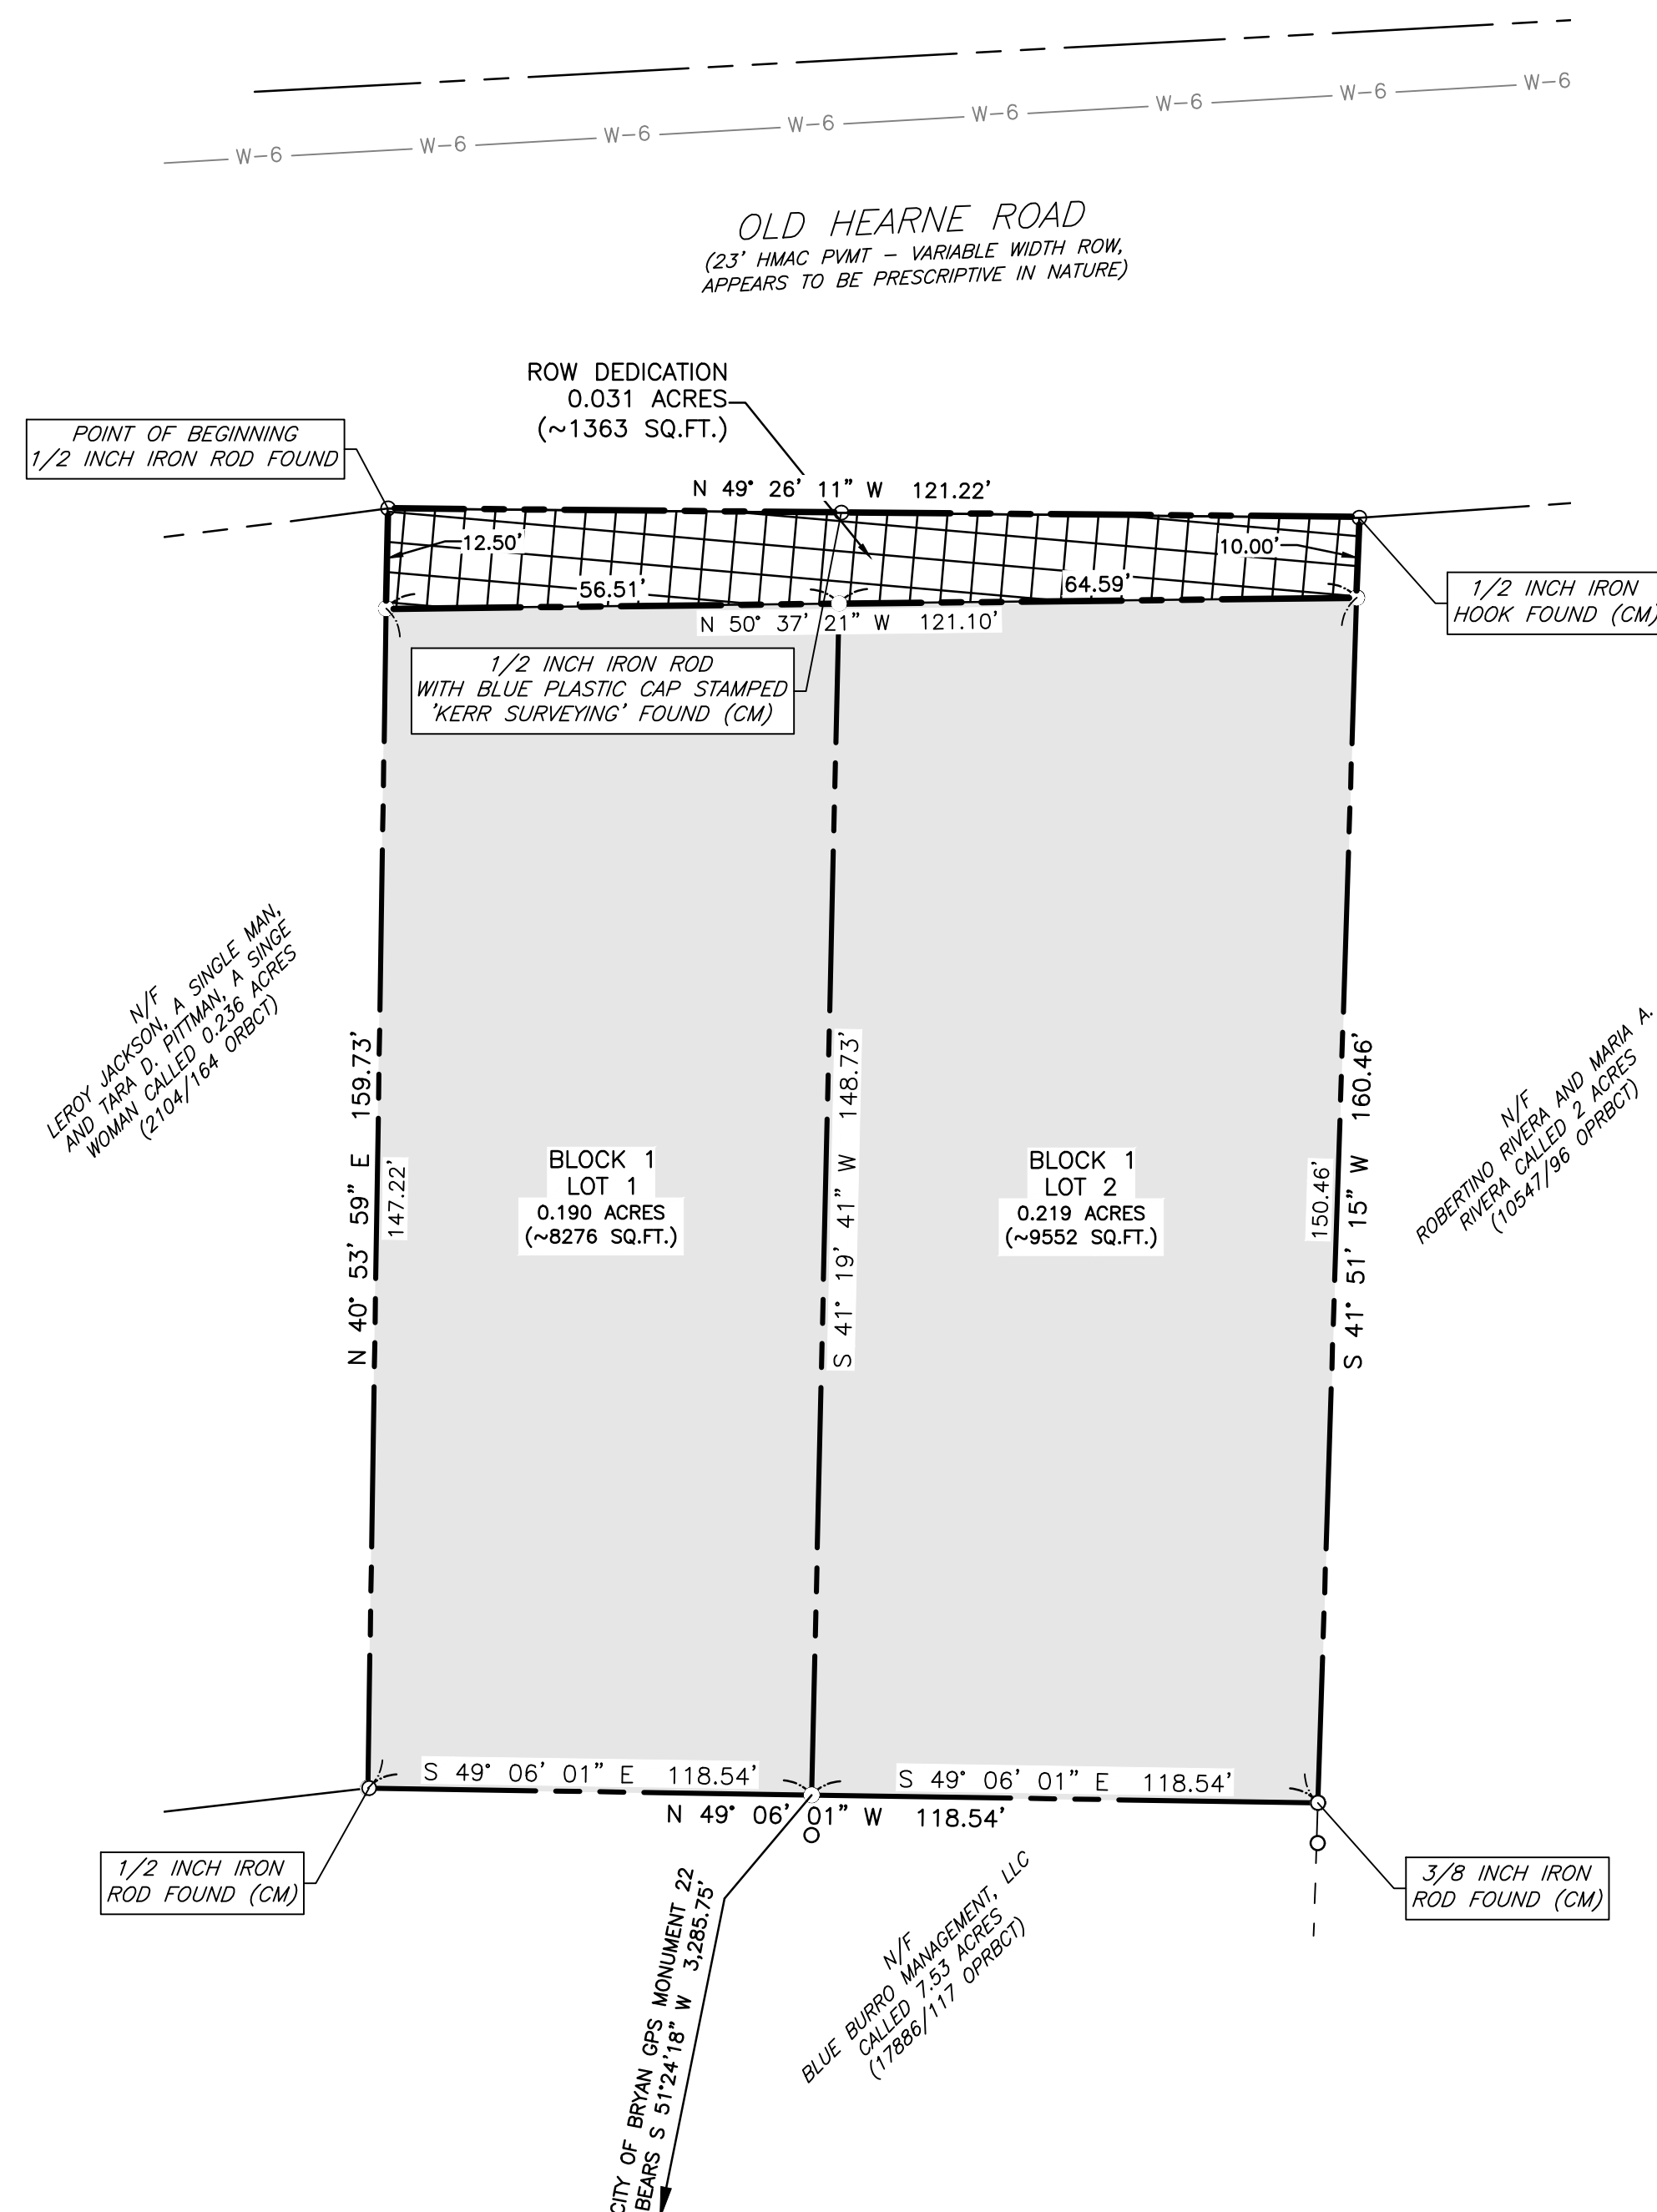 W-6 W-6 W-6 W-6 W-6 W-6 W-6 W-6
OLD HEARNE ROAD
(23' HMAC PVMT - VARIABLE WIDTH ROW,
APPEARS TO BE PRESCRIPTIVE IN NATURE)
ROW DEDICATION
0.031 ACRES
(~1363 SQ.FT.)
POINT OF BEGINNING
1/2 INCH IRON ROD FOUND
N 49° 26' 11" W 121.22'
12.50'
10.00'
56.51'
64.59'
N 50° 37' 21" W 121.10'
1/2 INCH IRON
HOOK FOUND (CM)
1/2 INCH IRON ROD
WITH BLUE PLASTIC CAP STAMPED
'KERR SURVEYING' FOUND (CM)
N/F
LEROY JACKSON, A SINGLE MAN,
AND TARA D. PITTMAN, A SINGE
WOMAN CALLED 0.236 ACRES
(2104/164 ORBCT)
N 40° 53' 59" E 159.73'
147.22'
BLOCK 1
LOT 1
0.190 ACRES
(~8276 SQ.FT.)
S 41° 19' 41" W 148.73'
BLOCK 1
LOT 2
0.219 ACRES
(~9552 SQ.FT.)
150.46'
S 41° 51' 15" W 160.46'
N/F
ROBERTINO RIVERA AND MARIA A.
RIVERA CALLED 2 ACRES
(10547/96 OPRBCT)
S 49° 06' 01" E 118.54'
S 49° 06' 01" E 118.54'
N 49° 06' 01" W 118.54'
1/2 INCH IRON
ROD FOUND (CM)
3/8 INCH IRON
ROD FOUND (CM)
CITY OF BRYAN GPS MONUMENT 22
BEARS S 51°24'18" W 3,285.75'
N/F
BLUE BURRO MANAGEMENT, LLC
CALLED 7.53 ACRES
(17886/117 OPRBCT)